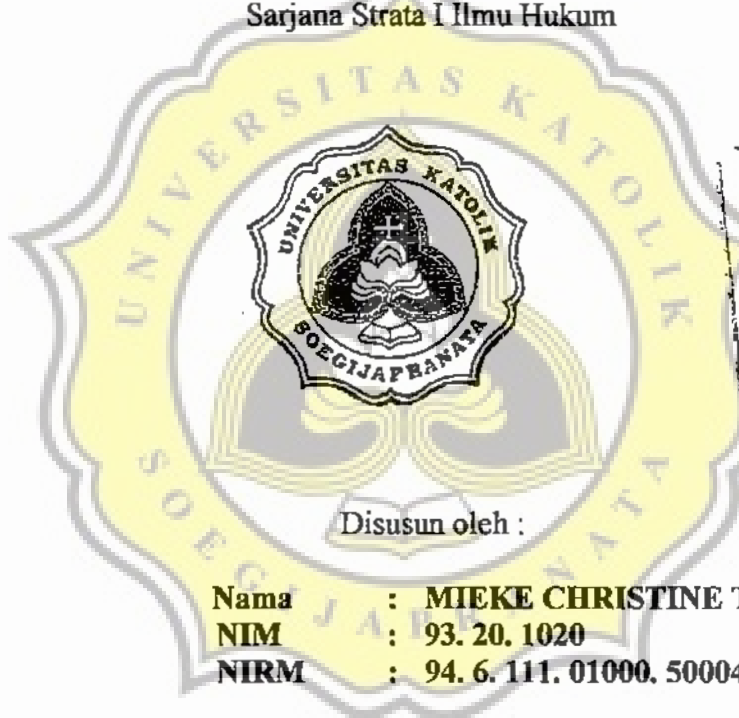 Sarjana Strata I Ilmu Hukum
UNIVERSITAS KATOLIK
SOEGIJAPRANATA
UNIVERSITAS KATOLIK
SOEGIJAPRANATA
Disusun oleh :
Nama : MIEKE CHRISTINE T
NIM : 93. 20. 1020
NIRM : 94. 6. 111. 01000. 50004